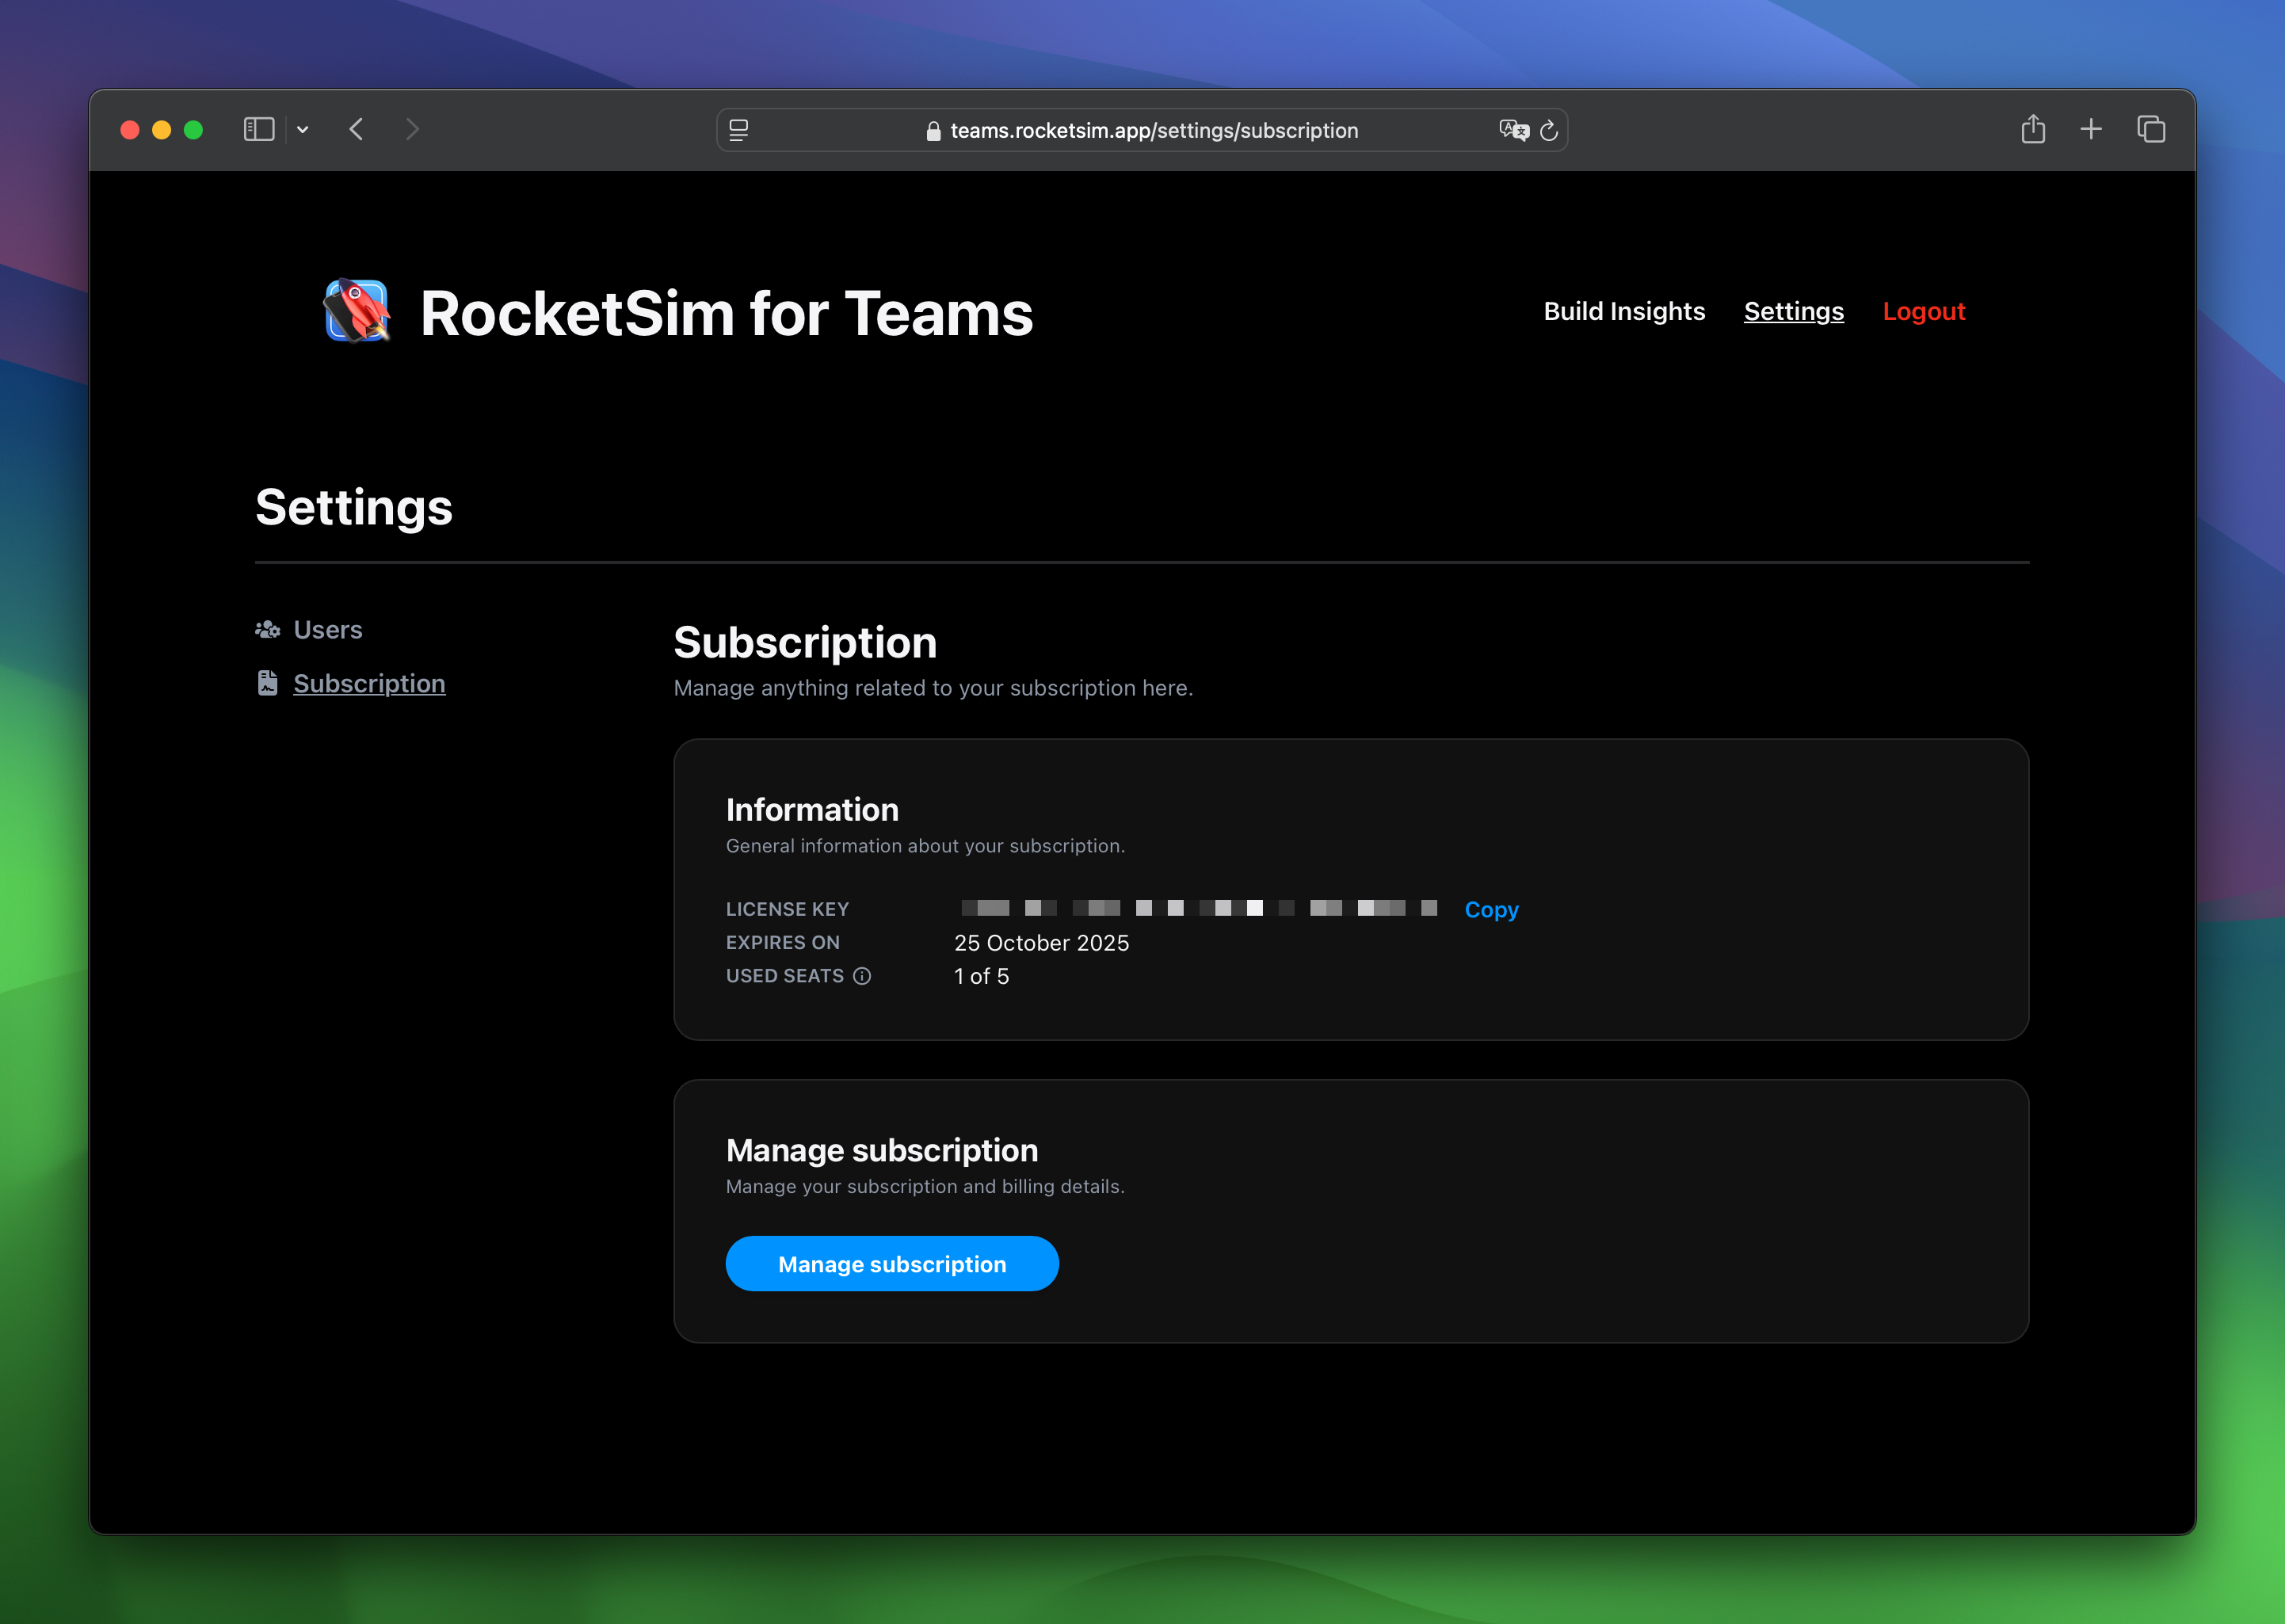 teams.rocketsim.app/settings/subscription
RocketSim for Teams
Build Insights Settings Logout
Settings
Users
Subscription
Subscription
Manage anything related to your subscription here.
Information
General information about your subscription.
LICENSE KEY Copy
EXPIRES ON 25 October 2025
USED SEATS 1 of 5
Manage subscription
Manage your subscription and billing details.
Manage subscription